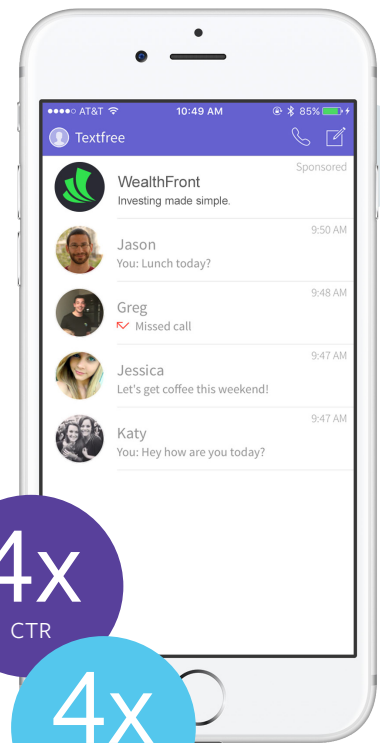 AT&T 10:49 AM 85%
Textfree
Sponsored
WealthFront
Investing made simple.
9:50 AM
Jason
You: Lunch today?
9:48 AM
Greg
Missed call
9:47 AM
Jessica
Let's get coffee this weekend!
9:47 AM
Katy
You: Hey how are you today?
4x
CTR
4x